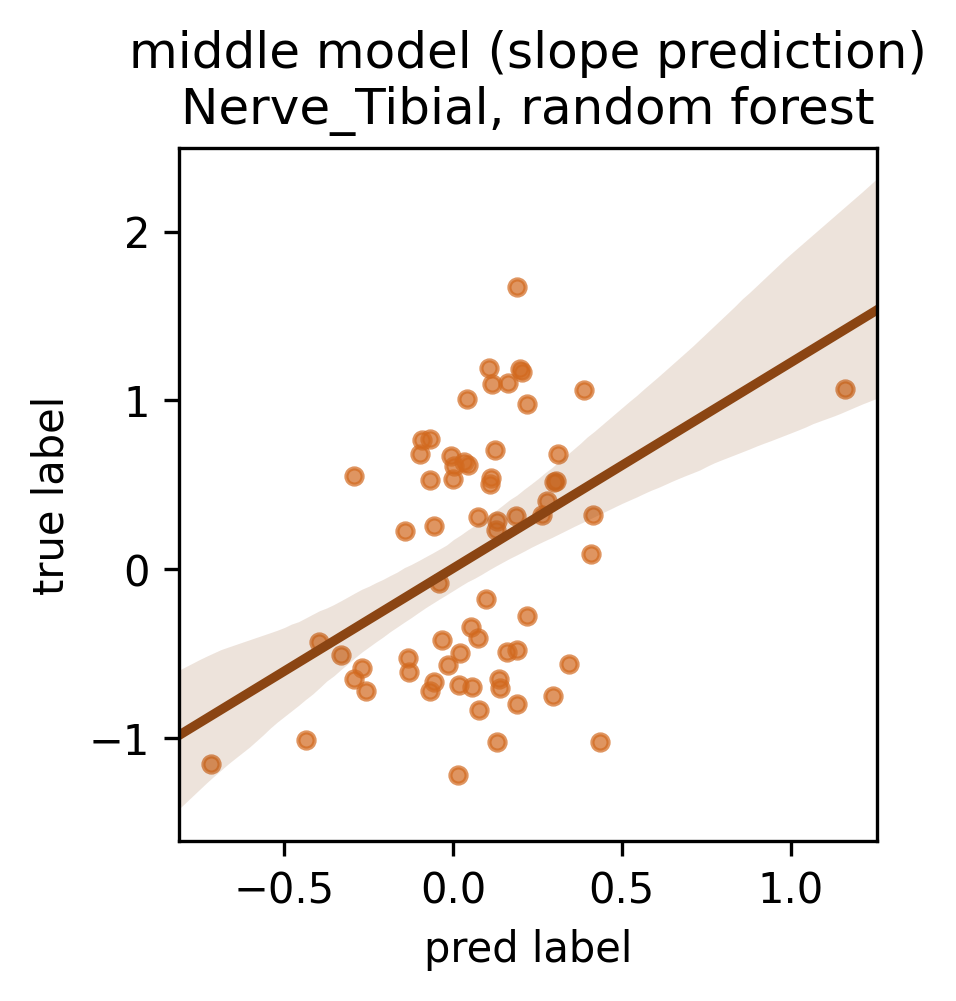 middle model (slope prediction)
Nerve_Tibial, random forest
true label
2
1
0
−1
−0.5
0.0
0.5
1.0
pred label